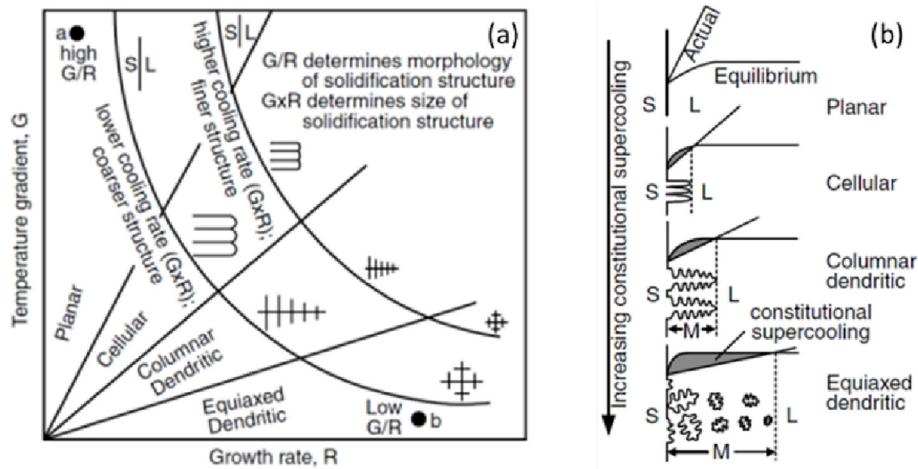 (a)
a
high
G/R
S L
S L
G/R determines morphology
of solidification structure
GxR determines size of
solidification structure
higher cooling rate (GxR);
finer structure
lower cooling rate (GxR);
coarser structure
Temperature gradient, G
Planar
Cellular
Columnar
Dendritic
Equiaxed
Dendritic
Low
G/R
b
Growth rate, R
(b)
Increasing constitutional supercooling
Actual
Equilibrium
S L
Planar
S L
Cellular
Columnar
dendritic
S L
M
constitutional
supercooling
Equiaxed
dendritic
S L
M